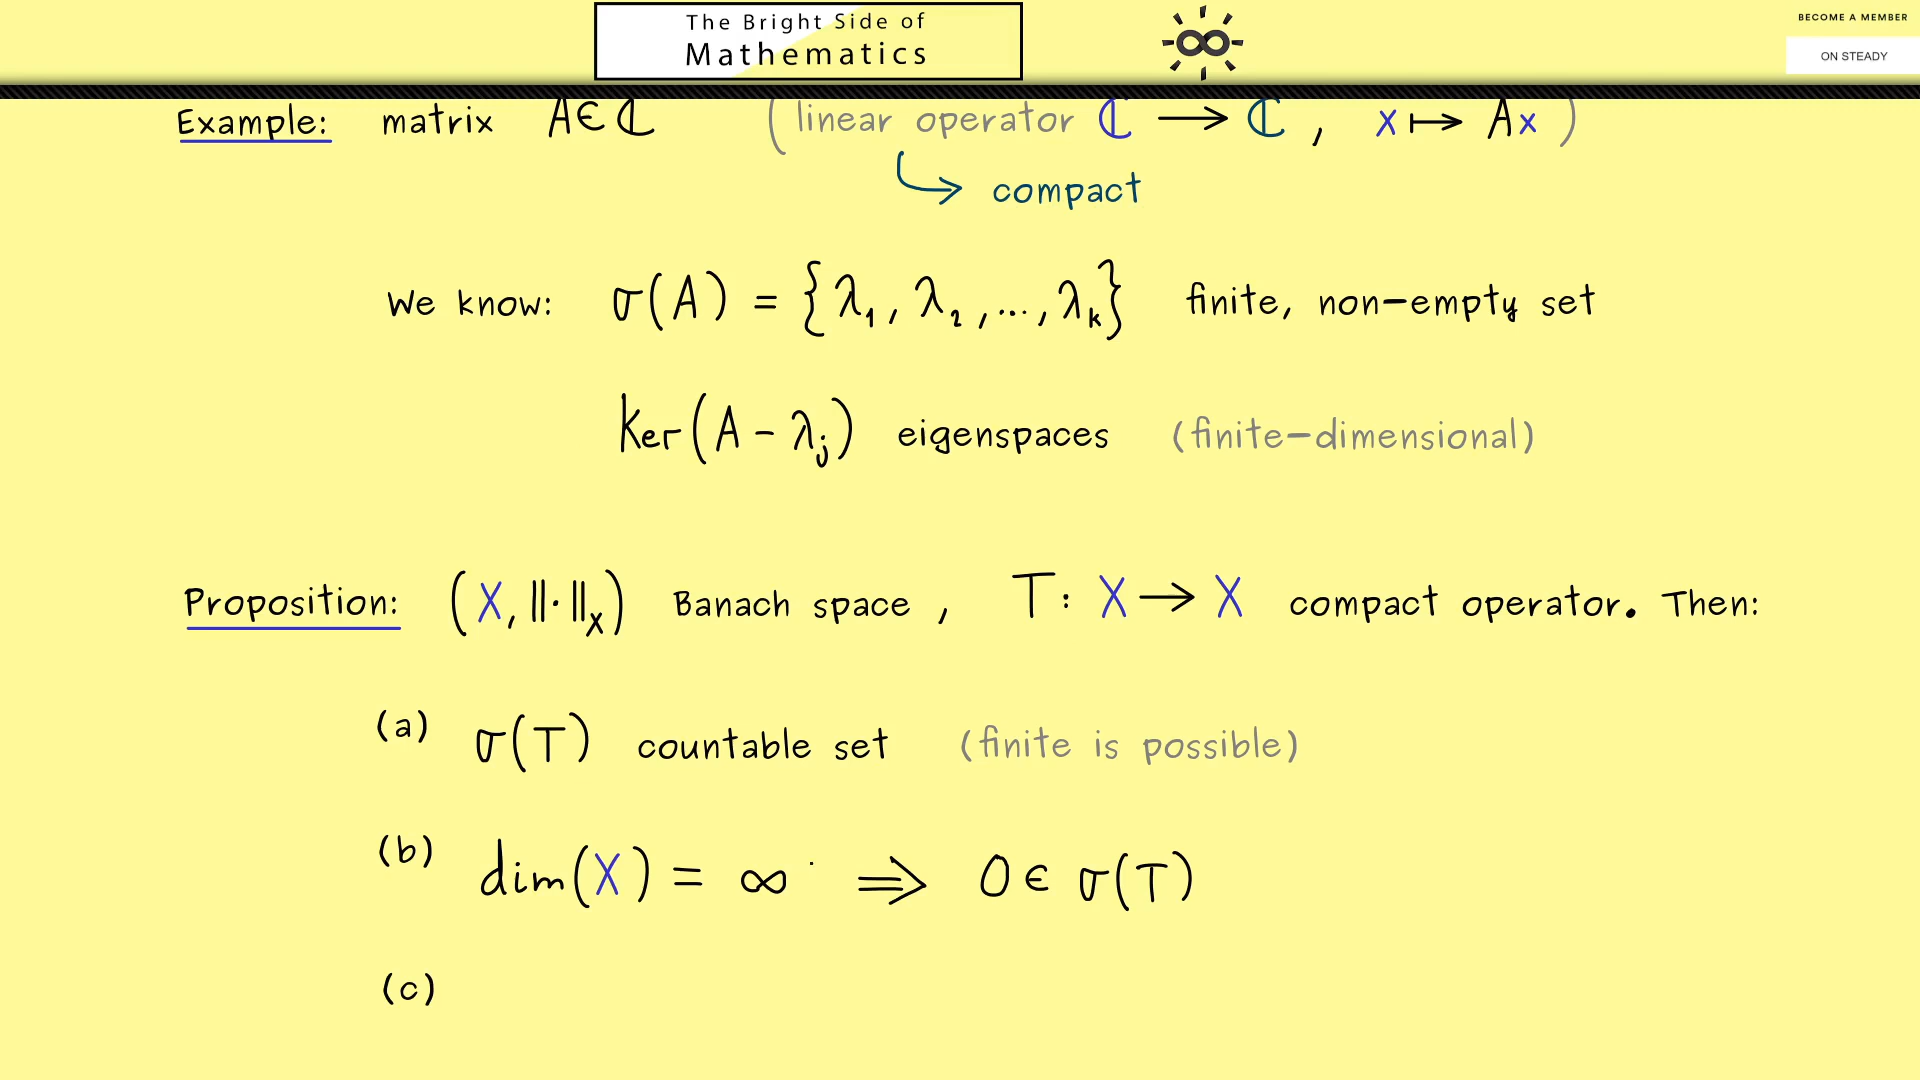 The Bright Side of
Mathematics
BECOME A MEMBER
ON STEADY
Example: matrix A∈ℂ (linear operator ℂ ⟶ ℂ, x ↦ Ax)
compact
We know: σ(A) = {λ₁, λ₂, ..., λₖ} finite, non-empty set
Ker(A - λⱼ) eigenspaces (finite-dimensional)
Proposition: (X, ‖·‖ₓ) Banach space, T: X → X compact operator. Then:
(a) σ(T) countable set (finite is possible)
(b) dim(X) = ∞ ⇒ 0 ∈ σ(T)
(c)